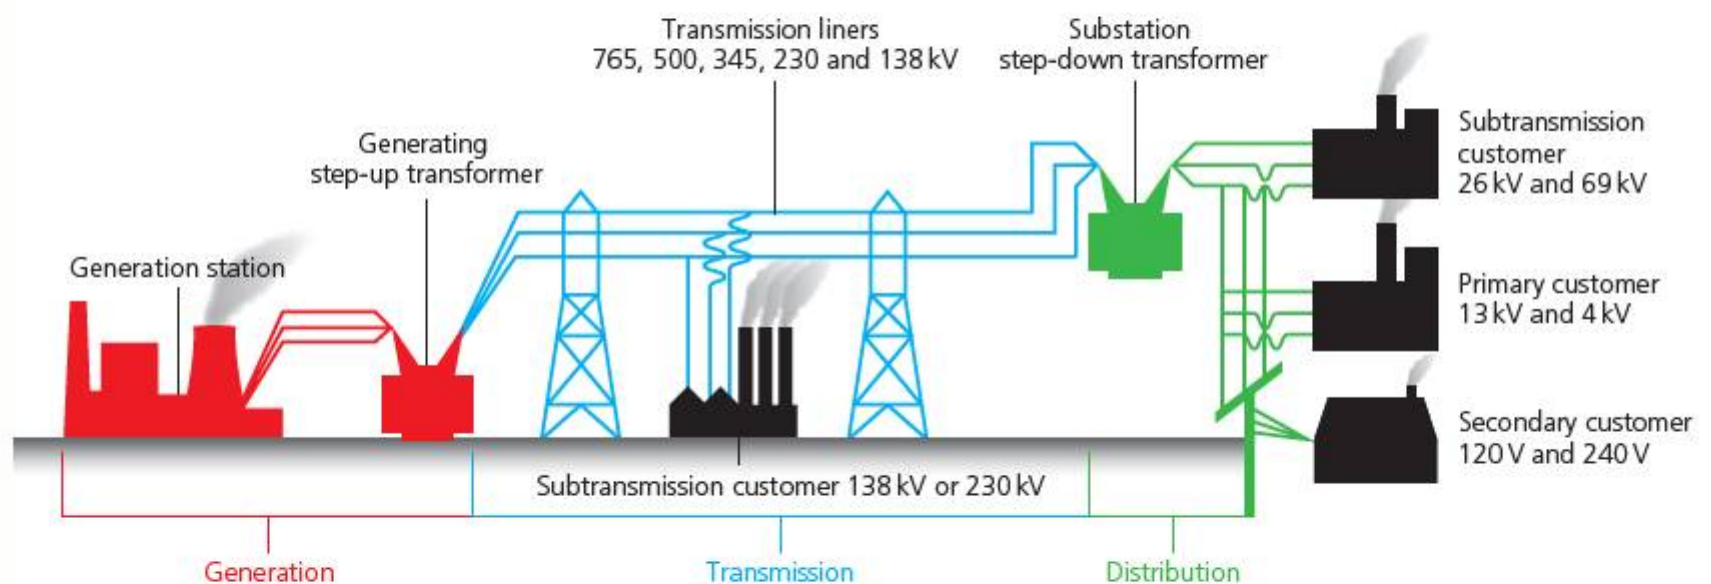 Transmission liners
765, 500, 345, 230 and 138 kV
Substation
step-down transformer
Generating
step-up transformer
Generation station
Subtransmission
customer
26 kV and 69 kV
Primary customer
13 kV and 4 kV
Secondary customer
120 V and 240 V
Subtransmission customer 138 kV or 230 kV
Generation
Transmission
Distribution